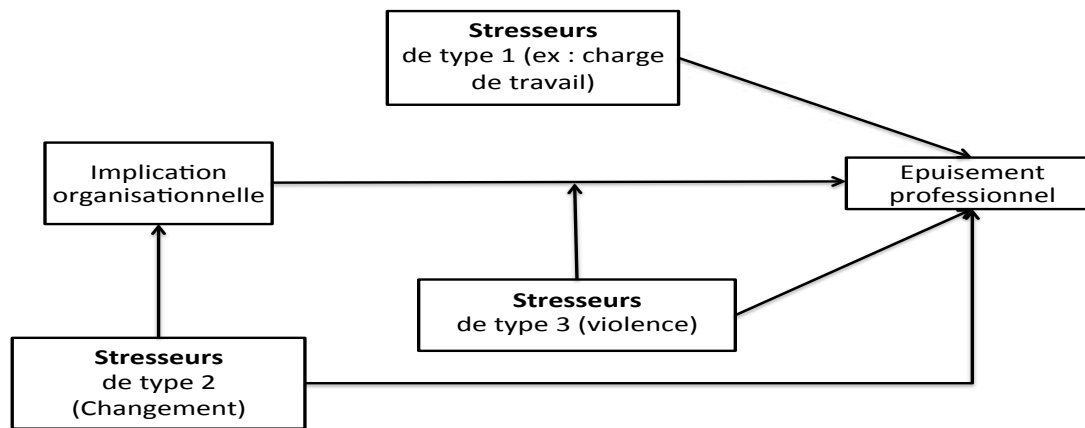 Stresseurs
de type 1 (ex : charge
de travail)
Implication
organisationnelle
Epuisement
professionnel
Stresseurs
de type 3 (violence)
Stresseurs
de type 2
(Changement)